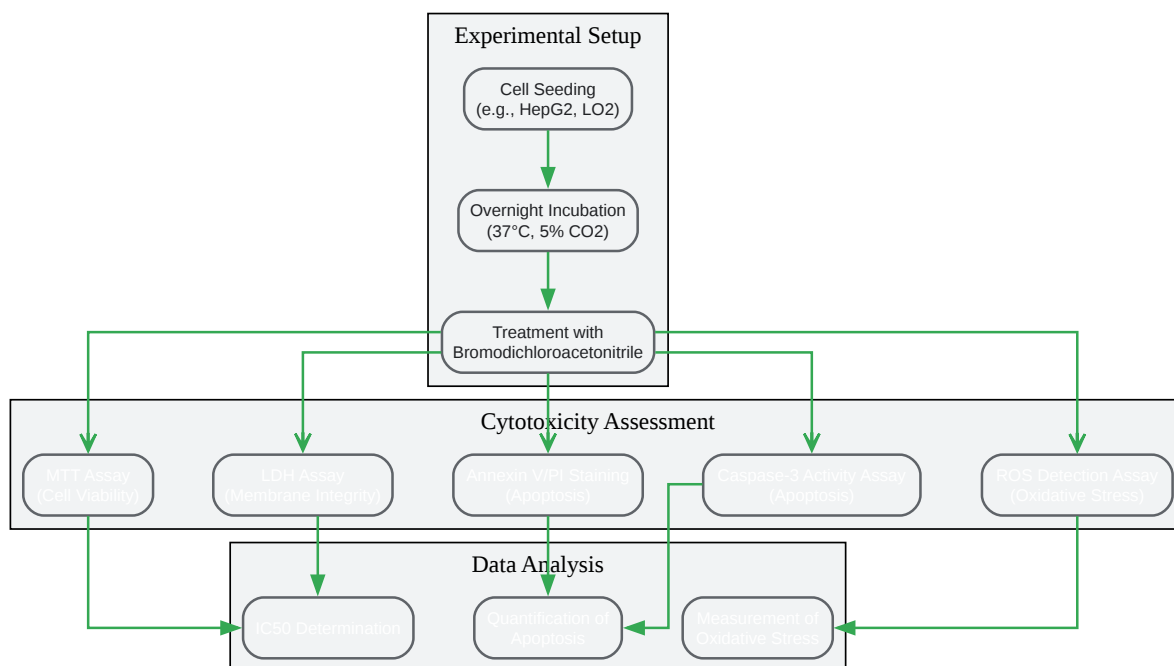 Experimental Setup
Cell Seeding
(e.g., HepG2, LO2)
Overnight Incubation
(37°C, 5% CO2)
Treatment with
Bromodichloroacetonitrile
Cytotoxicity Assessment
MTT Assay
(Cell Viability)
LDH Assay
(Membrane Integrity)
Annexin V/PI Staining
(Apoptosis)
Caspase-3 Activity Assay
(Apoptosis)
ROS Detection Assay
(Oxidative Stress)
Data Analysis
IC50 Determination
Quantification of
Apoptosis
Measurement of
Oxidative Stress